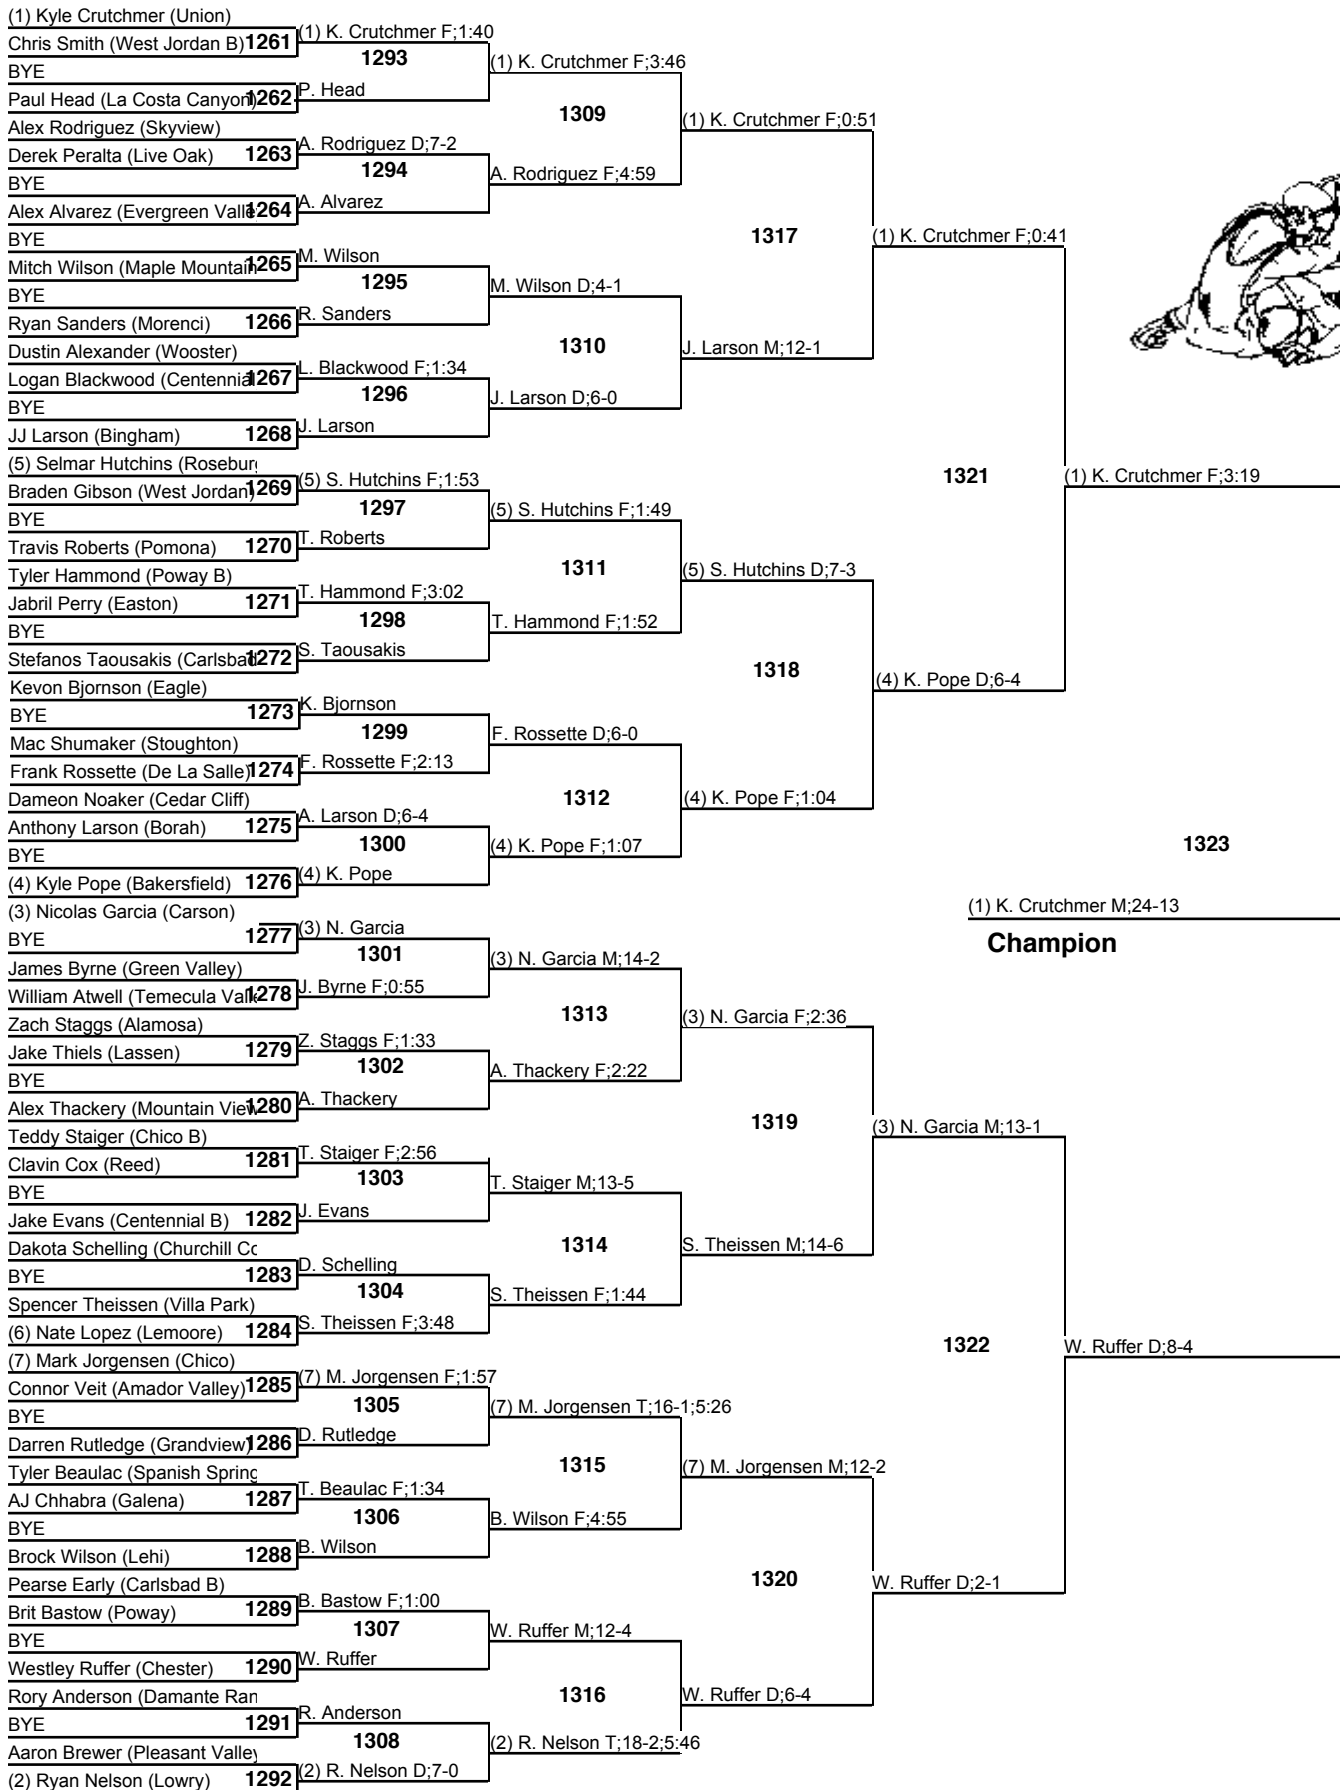 (1) Kyle Crutchmer (Union)
Chris Smith (West Jordan B) 1261
BYE
Paul Head (La Costa Canyon) 1262
Alex Rodriguez (Skyview)
Derek Peralta (Live Oak) 1263
BYE
Alex Alvarez (Evergreen Valle 1264
BYE
Mitch Wilson (Maple Mountain 1265
BYE
Ryan Sanders (Morenci) 1266
Dustin Alexander (Wooster)
Logan Blackwood (Centennial 1267
BYE
JJ Larson (Bingham) 1268
(5) Selmar Hutchins (Roseburg
Braden Gibson (West Jordan) 1269
BYE
Travis Roberts (Pomona) 1270
Tyler Hammond (Poway B)
Jabril Perry (Easton) 1271
BYE
Stefanos Taousakis (Carlsbad 1272
Kevon Bjornson (Eagle)
BYE 1273
Mac Shumaker (Stoughton)
Frank Rossette (De La Salle) 1274
Dameon Noaker (Cedar Cliff)
Anthony Larson (Borah) 1275
BYE
(4) Kyle Pope (Bakersfield) 1276
(3) Nicolas Garcia (Carson)
BYE 1277
James Byrne (Green Valley)
William Atwell (Temecula Valle 1278
Zach Staggs (Alamosa)
Jake Thiels (Lassen) 1279
BYE
Alex Thackery (Mountain View 1280
Teddy Staiger (Chico B)
Clavin Cox (Reed) 1281
BYE
Jake Evans (Centennial B) 1282
Dakota Schelling (Churchill Co
BYE 1283
Spencer Theissen (Villa Park)
(6) Nate Lopez (Lemoore) 1284
(7) Mark Jorgensen (Chico)
Connor Veit (Amador Valley) 1285
BYE
Darren Rutledge (Grandview) 1286
Tyler Beaulac (Spanish Spring
AJ Chhabra (Galena) 1287
BYE
Brock Wilson (Lehi) 1288
Pearse Early (Carlsbad B)
Brit Bastow (Poway) 1289
BYE
Westley Ruffer (Chester) 1290
Rory Anderson (Damante Ran
BYE 1291
Aaron Brewer (Pleasant Valley
(2) Ryan Nelson (Lowry) 1292
(1) K. Crutchmer F;1:40
1293
P. Head
A. Rodriguez D;7-2
1294
A. Alvarez
M. Wilson
1295
R. Sanders
L. Blackwood F;1:34
1296
J. Larson
(5) S. Hutchins F;1:53
1297
T. Roberts
T. Hammond F;3:02
1298
S. Taousakis
K. Bjornson
1299
F. Rossette F;2:13
A. Larson D;6-4
1300
(4) K. Pope
(3) N. Garcia
1301
J. Byrne F;0:55
Z. Staggs F;1:33
1302
A. Thackery
T. Staiger F;2:56
1303
J. Evans
D. Schelling
1304
S. Theissen F;3:48
(7) M. Jorgensen F;1:57
1305
D. Rutledge
T. Beaulac F;1:34
1306
B. Wilson
B. Bastow F;1:00
1307
W. Ruffer
R. Anderson
1308
(2) R. Nelson D;7-0
(1) K. Crutchmer F;3:46
1309
A. Rodriguez F;4:59
M. Wilson D;4-1
1310
J. Larson D;6-0
(5) S. Hutchins F;1:49
1311
T. Hammond F;1:52
F. Rossette D;6-0
1312
(4) K. Pope F;1:07
(3) N. Garcia M;14-2
1313
A. Thackery F;2:22
T. Staiger M;13-5
1314
S. Theissen F;1:44
(7) M. Jorgensen T;16-1;5:26
1315
B. Wilson F;4:55
W. Ruffer M;12-4
1316
(2) R. Nelson T;18-2;5:46
(1) K. Crutchmer F;0:51
1317
J. Larson M;12-1
(5) S. Hutchins D;7-3
1318
(4) K. Pope F;1:04
(3) N. Garcia F;2:36
1319
S. Theissen M;14-6
(7) M. Jorgensen M;12-2
1320
W. Ruffer D;6-4
(1) K. Crutchmer F;0:41
1321
(4) K. Pope D;6-4
(3) N. Garcia M;13-1
1322
W. Ruffer D;2-1
(1) K. Crutchmer F;3:19
1323
W. Ruffer D;8-4
(1) K. Crutchmer M;24-13
Champion